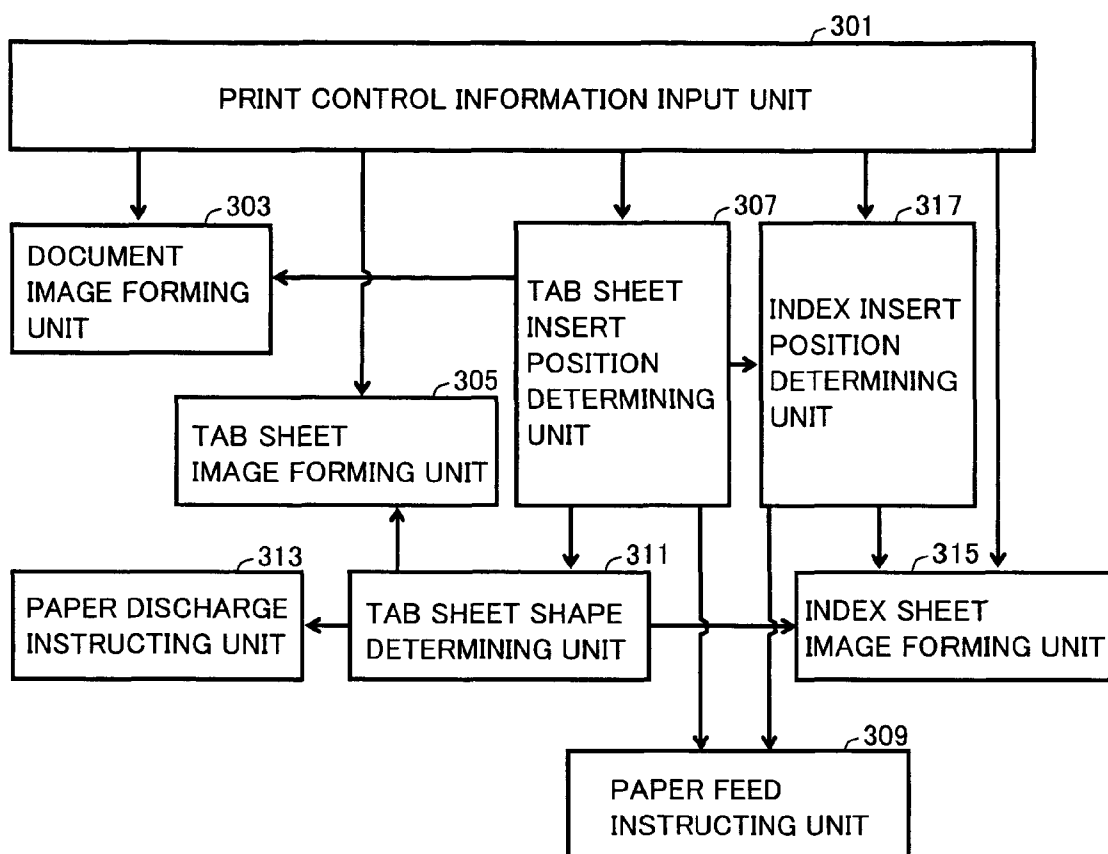 301
PRINT CONTROL INFORMATION INPUT UNIT
303
DOCUMENT
IMAGE FORMING
UNIT
307
TAB SHEET
INSERT
POSITION
DETERMINING
UNIT
317
INDEX INSERT
POSITION
DETERMINING
UNIT
305
TAB SHEET
IMAGE FORMING UNIT
313
PAPER DISCHARGE
INSTRUCTING UNIT
311
TAB SHEET SHAPE
DETERMINING UNIT
315
INDEX SHEET
IMAGE FORMING UNIT
309
PAPER FEED
INSTRUCTING UNIT